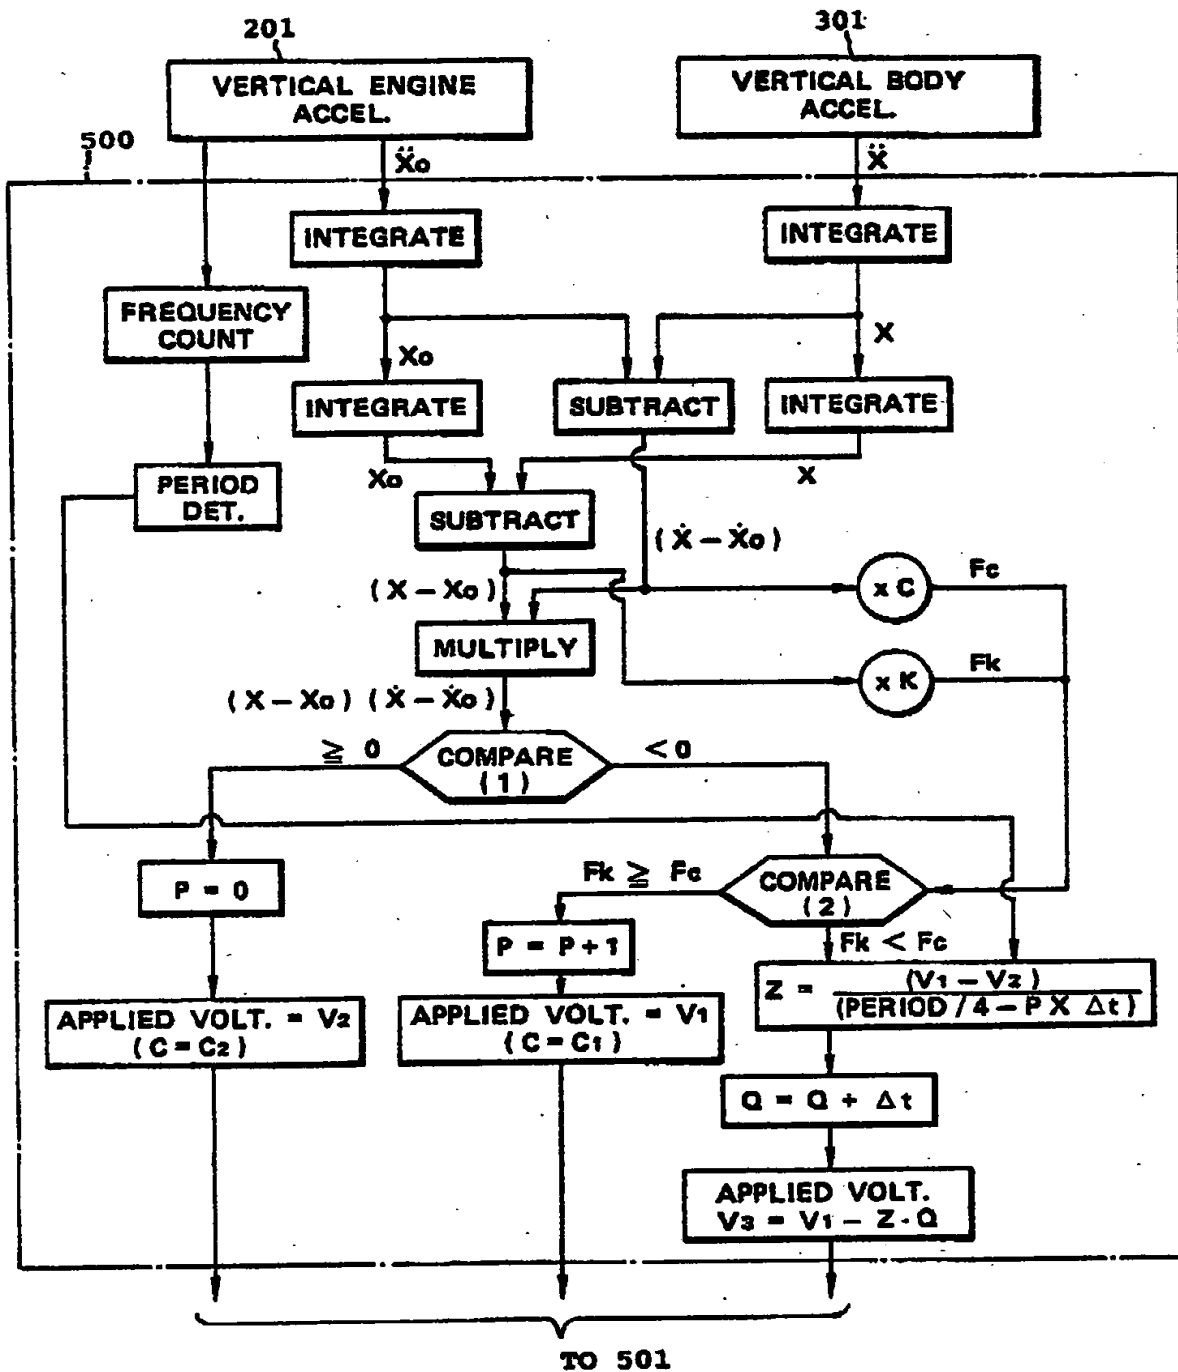 201
VERTICAL ENGINE
ACCEL.
301
VERTICAL BODY
ACCEL.
500
Ẍo
Ẍ
INTEGRATE
INTEGRATE
FREQUENCY
COUNT
Xo
X
INTEGRATE
SUBTRACT
INTEGRATE
PERIOD
DET.
Xo
X
SUBTRACT
(Ẋ − Ẋo)
(X − Xo)
x C
Fc
MULTIPLY
x K
Fk
(X − Xo) (Ẋ − Ẋo)
≧ 0
COMPARE
(1)
< 0
P = 0
Fk ≧ Fc
COMPARE
(2)
P = P + 1
Fk < Fc
Z = (V1 − V2)
(PERIOD / 4 − P X Δt)
APPLIED VOLT. = V2
(C = C2)
APPLIED VOLT. = V1
(C = C1)
Q = Q + Δt
APPLIED VOLT.
V3 = V1 − Z · Q
TO 501